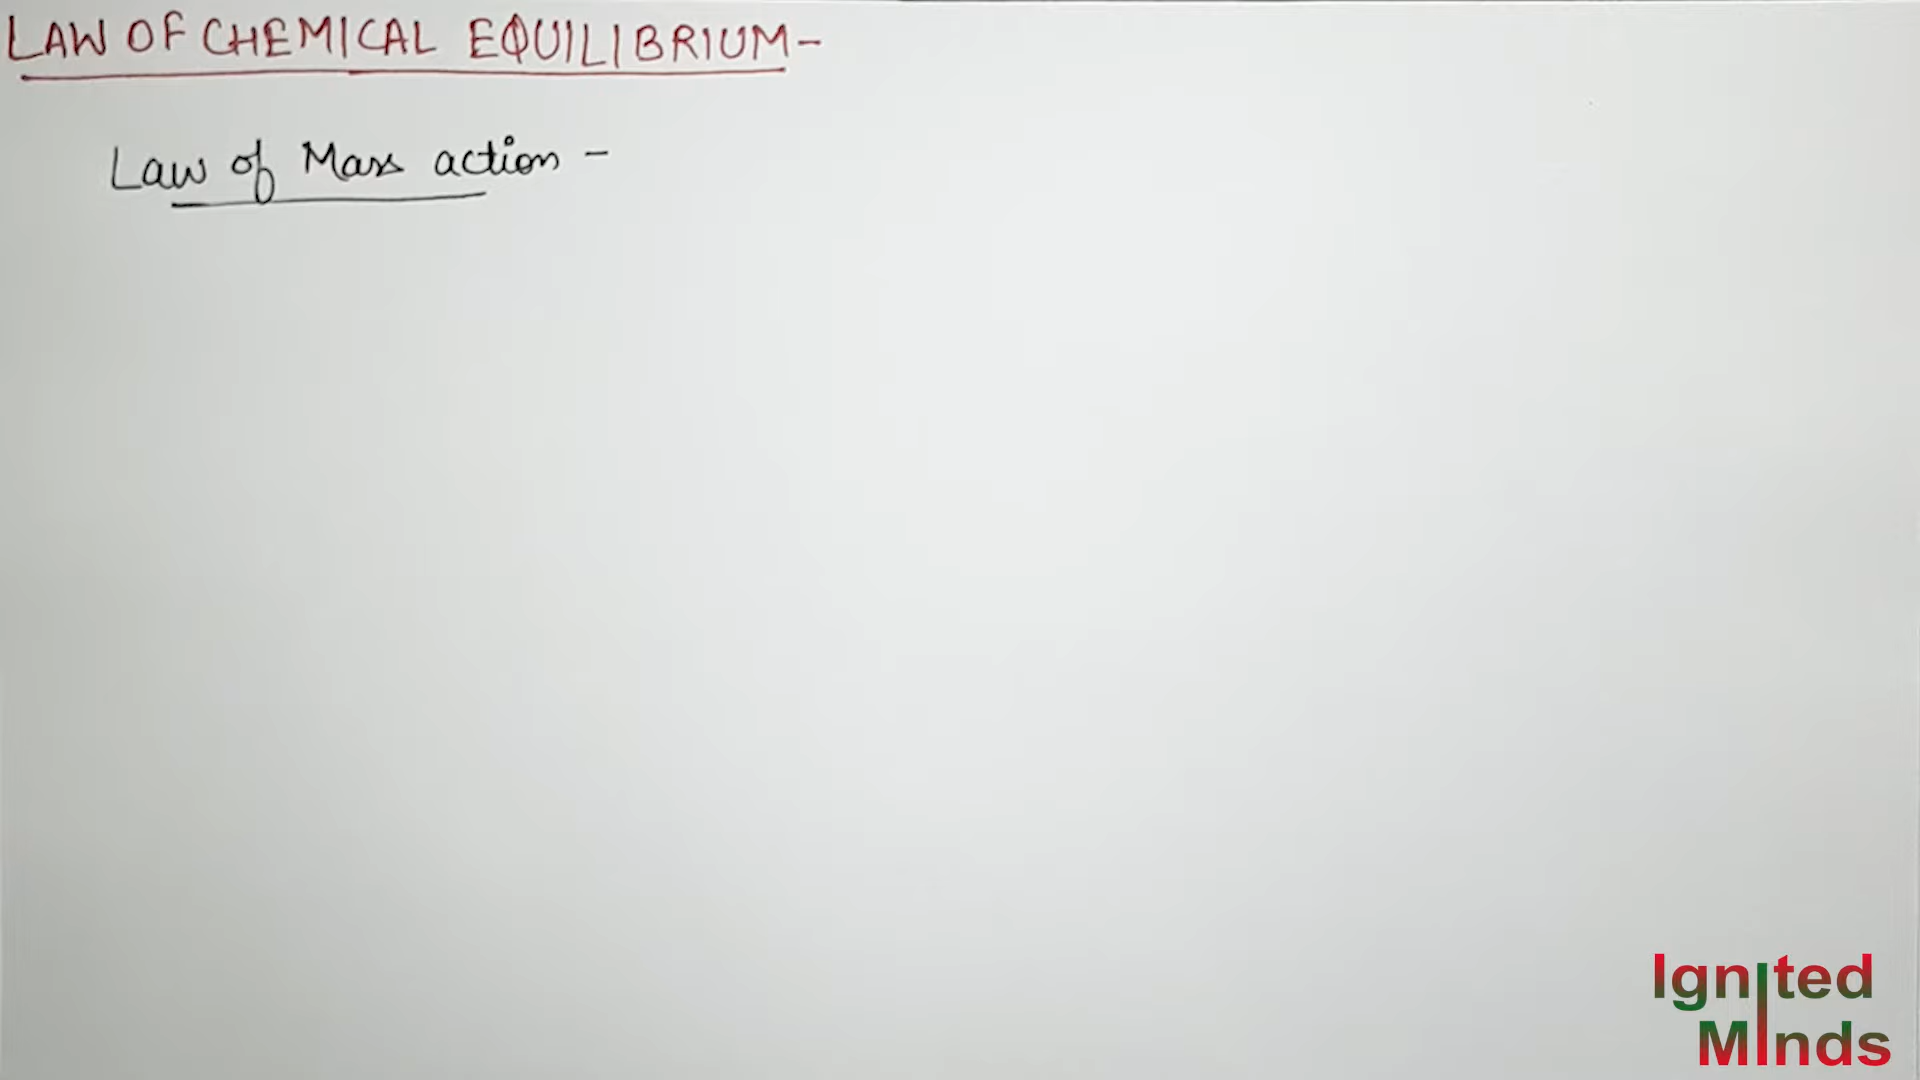 LAW OF CHEMICAL EQUILIBRIUM-
Law of Mass action -
Ignited
Minds